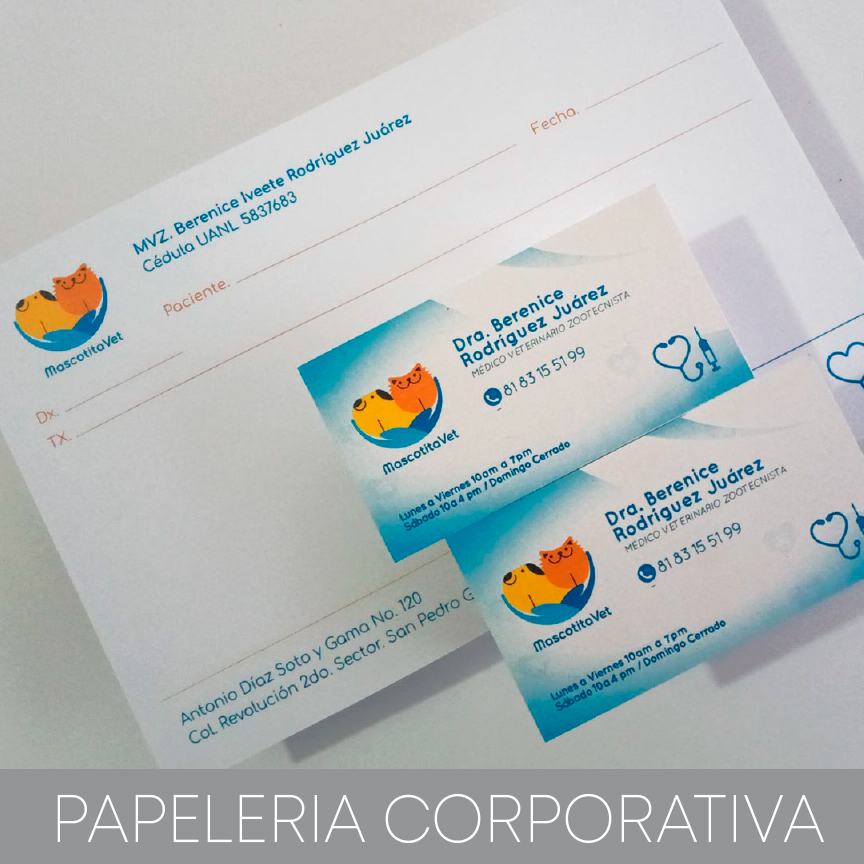 MVZ. Berenice Iveete Rodríguez Juárez
Cédula UANL 5837683
Fecha.
Paciente.
MascotitaVet
Dx.
TX.
Antonio Díaz Soto y Gama No. 120
Col. Revolución 2do. Sector, San Pedro G
Dra. Berenice
Rodríguez Juárez
MÉDICO VETERINARIO ZOOTECNISTA
81 83 15 51 99
MascotitaVet
Lunes a Viernes 10am a 7pm
Sábado 10a 4 pm / Domingo Cerrado
Dra. Berenice
Rodríguez Juárez
MÉDICO VETERINARIO ZOOTECNISTA
81 83 15 51 99
MascotitaVet
Lunes a Viernes 10am a 7pm
Sábado 10a 4 pm / Domingo Cerrado
PAPELERIA CORPORATIVA